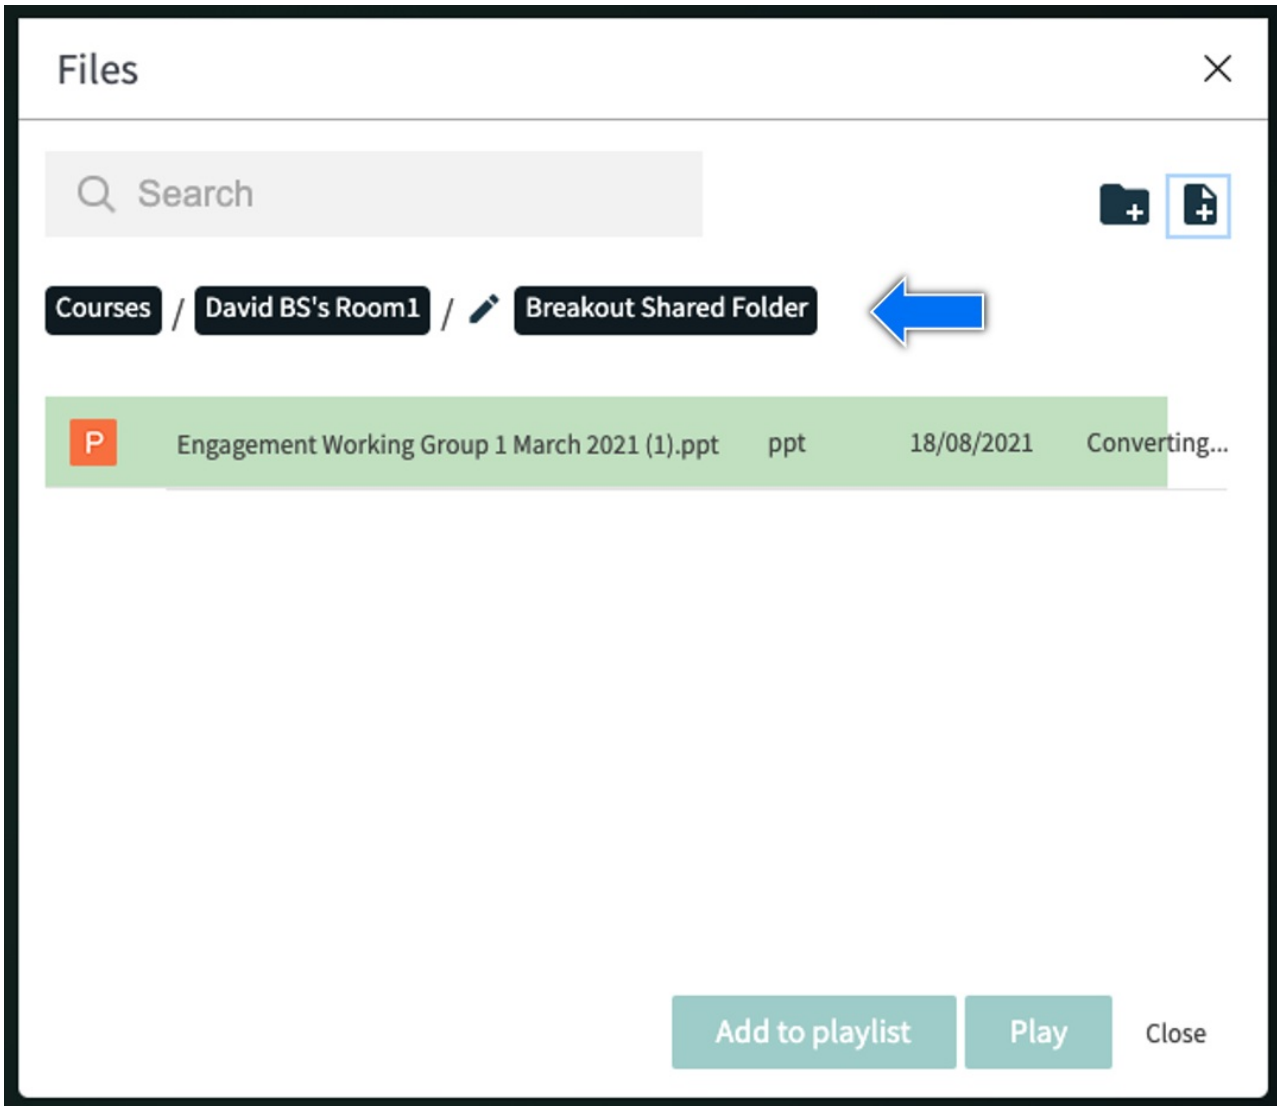 Files
Search
Courses / David BS's Room1 / Breakout Shared Folder
P Engagement Working Group 1 March 2021 (1).ppt ppt 18/08/2021 Converting...
Add to playlist Play Close